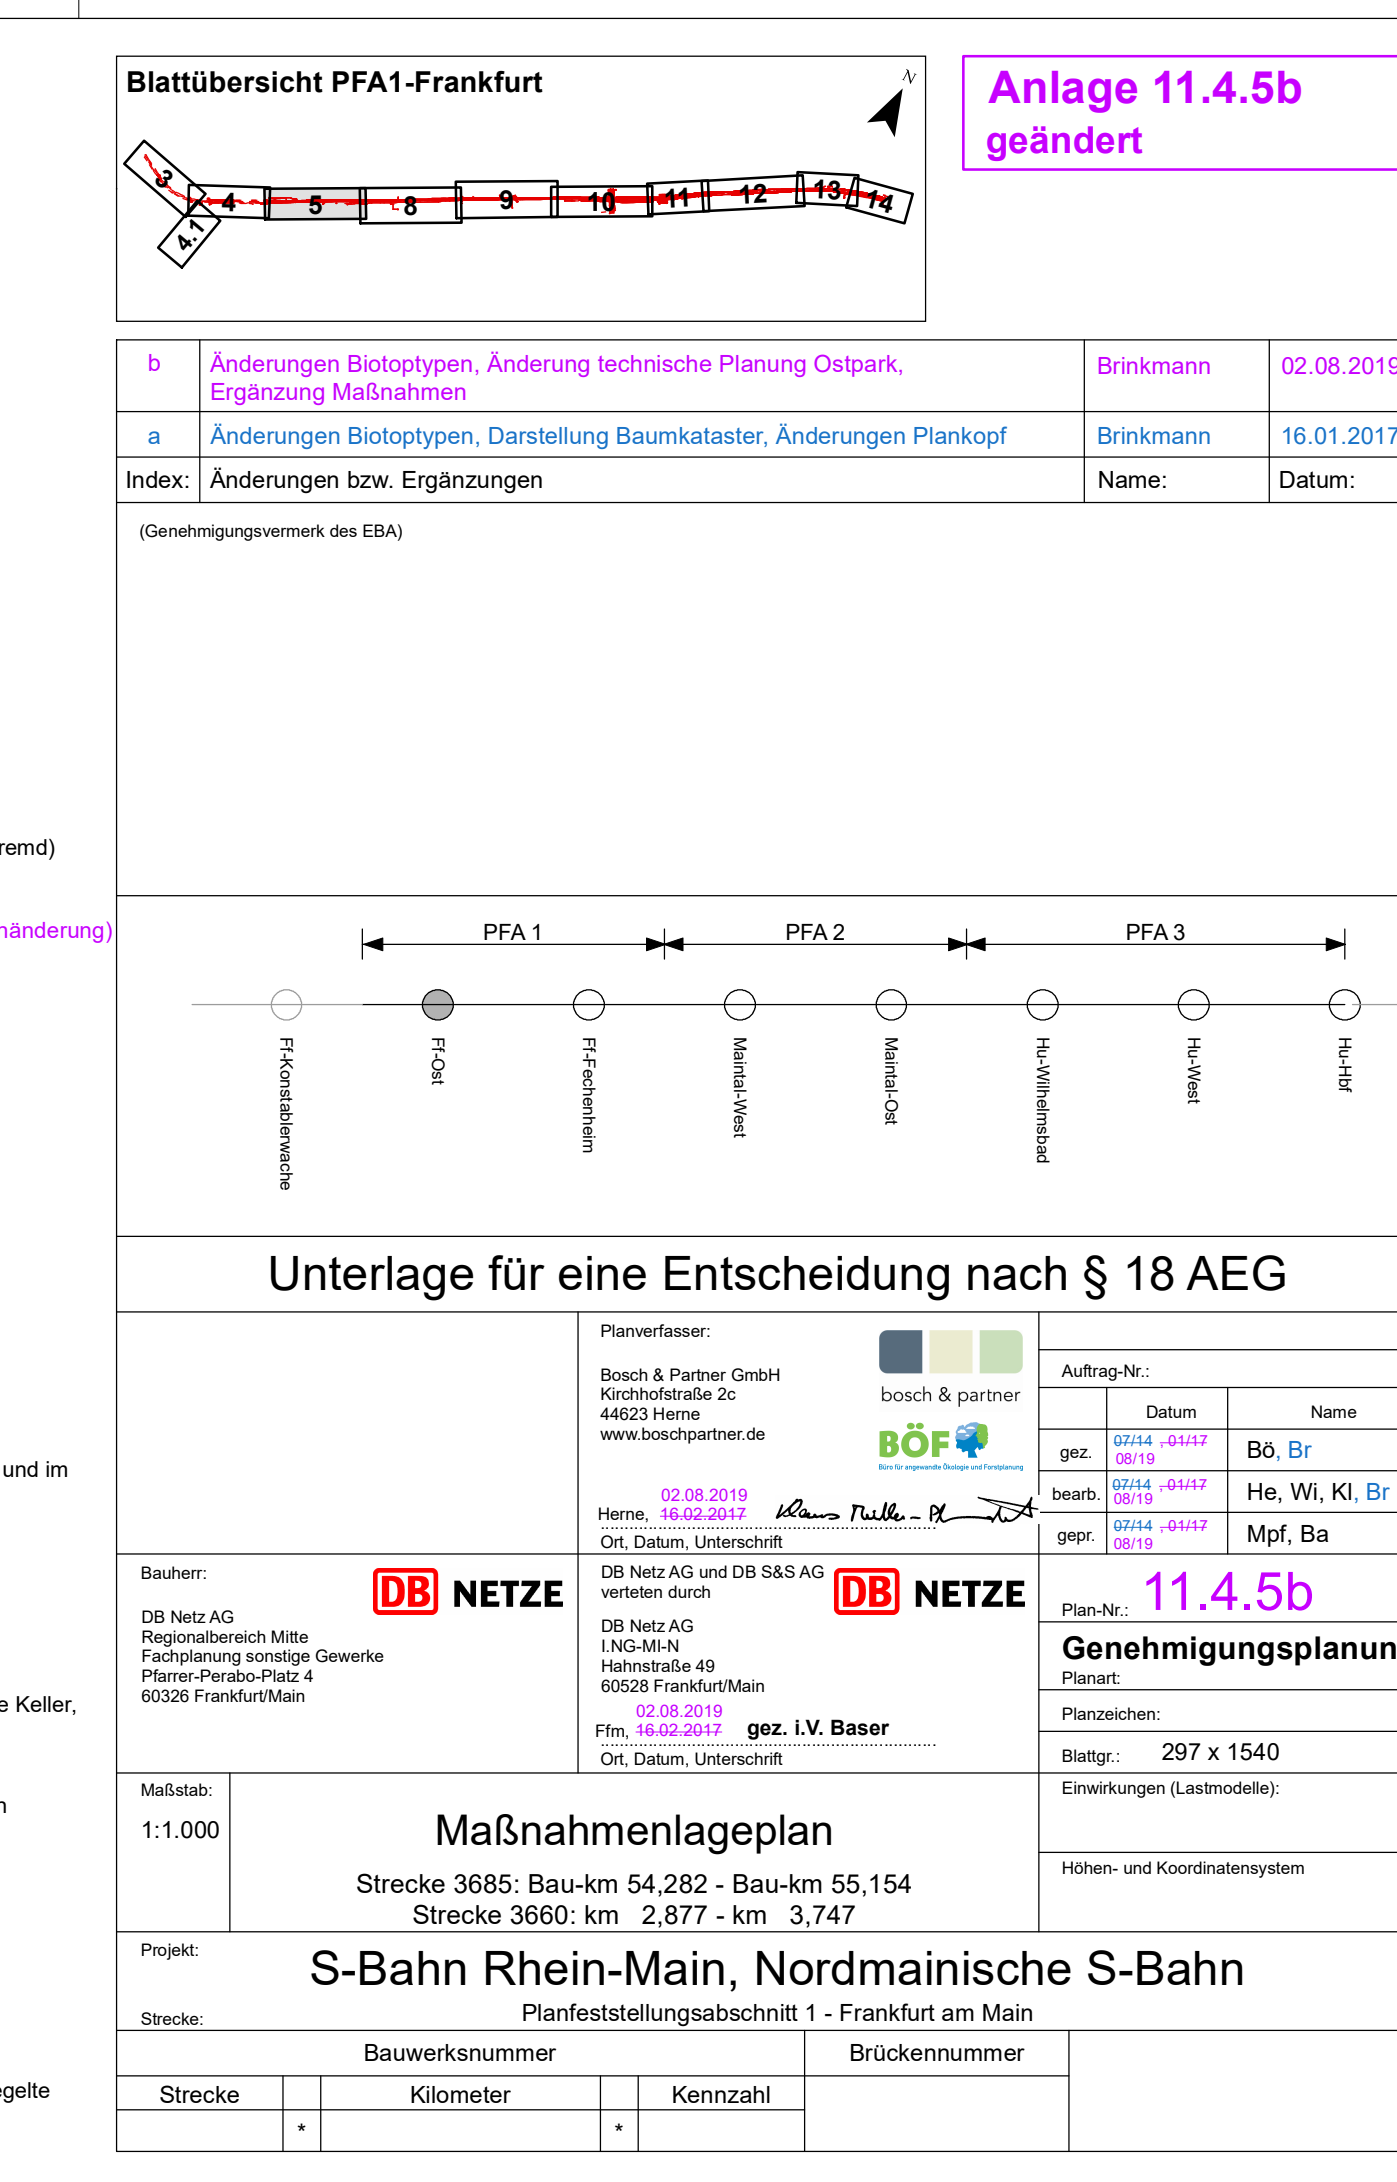 Blattübersicht PFA1-Frankfurt
N
3
4
5
8
9
10
11
12
13
14
4.1
Anlage 11.4.5b
geändert
b Änderungen Biotoptypen, Änderung technische Planung Ostpark, Brinkmann 02.08.2019
Ergänzung Maßnahmen
a Änderungen Biotoptypen, Darstellung Baumkataster, Änderungen Plankopf Brinkmann 16.01.2017
Index: Änderungen bzw. Ergänzungen Name: Datum:
(Genehmigungsvermerk des EBA)
remd)
nänderung)
PFA 1 PFA 2 PFA 3
Ff-Konstablerwache
Ff-Ost
Ff-Fechenheim
Maintal-West
Maintal-Ost
Hu-Wilhelmsbad
Hu-West
Hu-Hbf
Unterlage für eine Entscheidung nach § 18 AEG
Planverfasser:
Bosch & Partner GmbH
Kirchhofstraße 2c
44623 Herne
www.boschpartner.de
bosch & partner
BÖF
Büro für angewandte Ökologie und Forstplanung
02.08.2019
Herne, 16.02.2017
Ort, Datum, Unterschrift
Auftrag-Nr.:
Datum Name
gez. 07/14 , 01/17 08/19 Bö, Br
bearb. 07/14 , 01/17 08/19 He, Wi, Kl, Br
gepr. 07/14 , 01/17 08/19 Mpf, Ba
und im
Bauherr:
DB NETZE
DB Netz AG
Regionalbereich Mitte
Fachplanung sonstige Gewerke
Pfarrer-Perabo-Platz 4
60326 Frankfurt/Main
DB Netz AG und DB S&S AG
verteten durch
DB NETZE
DB Netz AG
I.NG-MI-N
Hahnstraße 49
60528 Frankfurt/Main
02.08.2019
Ffm, 16.02.2017 gez. i.V. Baser
Ort, Datum, Unterschrift
Plan-Nr.: 11.4.5b
Genehmigungsplanun
Planart:
Planzeichen:
Blattgr.: 297 x 1540
Einwirkungen (Lastmodelle):
Höhen- und Koordinatensystem
e Keller,
n
Maßstab:
1:1.000
Maßnahmenlageplan
Strecke 3685: Bau-km 54,282 - Bau-km 55,154
Strecke 3660: km 2,877 - km 3,747
Projekt:
S-Bahn Rhein-Main, Nordmainische S-Bahn
Strecke:
Planfeststellungsabschnitt 1 - Frankfurt am Main
Bauwerksnummer Brückennummer
Strecke Kilometer Kennzahl
* *
egelte